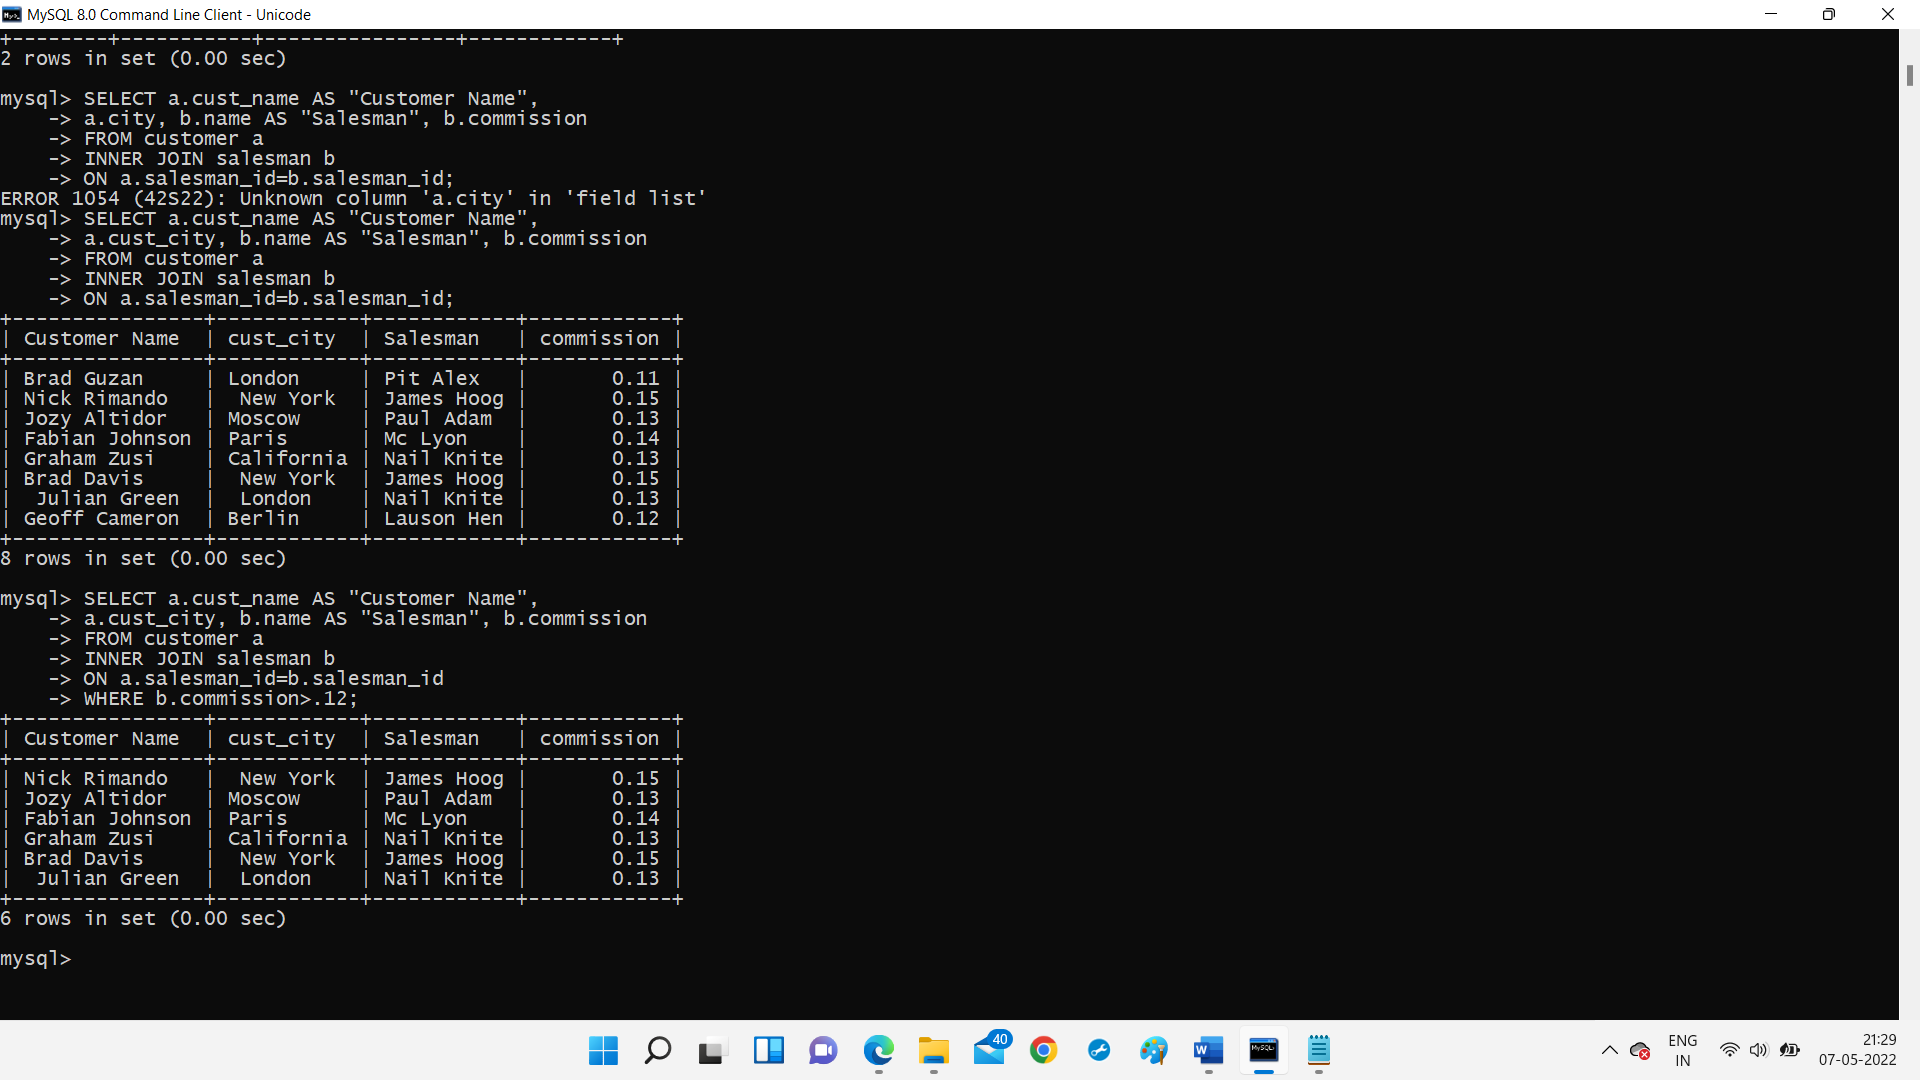 MySQL 8.0 Command Line Client - Unicode
+--------+-----------+----------------+------------+
2 rows in set (0.00 sec)
mysql> SELECT a.cust_name AS "Customer Name",
    -> a.city, b.name AS "Salesman", b.commission
    -> FROM customer a
    -> INNER JOIN salesman b
    -> ON a.salesman_id=b.salesman_id;
ERROR 1054 (42S22): Unknown column 'a.city' in 'field list'
mysql> SELECT a.cust_name AS "Customer Name",
    -> a.cust_city, b.name AS "Salesman", b.commission
    -> FROM customer a
    -> INNER JOIN salesman b
    -> ON a.salesman_id=b.salesman_id;
+----------------+------------+------------+------------+
| Customer Name  | cust_city  | Salesman   | commission |
+----------------+------------+------------+------------+
| Brad Guzan     | London     | Pit Alex   |       0.11 |
| Nick Rimando   |  New York  | James Hoog |       0.15 |
| Jozy Altidor   | Moscow     | Paul Adam  |       0.13 |
| Fabian Johnson | Paris      | Mc Lyon    |       0.14 |
| Graham Zusi    | California | Nail Knite |       0.13 |
| Brad Davis     |  New York  | James Hoog |       0.15 |
|  Julian Green  |  London    | Nail Knite |       0.13 |
| Geoff Cameron  | Berlin     | Lauson Hen |       0.12 |
+----------------+------------+------------+------------+
8 rows in set (0.00 sec)
mysql> SELECT a.cust_name AS "Customer Name",
    -> a.cust_city, b.name AS "Salesman", b.commission
    -> FROM customer a
    -> INNER JOIN salesman b
    -> ON a.salesman_id=b.salesman_id
    -> WHERE b.commission>.12;
+----------------+------------+------------+------------+
| Customer Name  | cust_city  | Salesman   | commission |
+----------------+------------+------------+------------+
| Nick Rimando   |  New York  | James Hoog |       0.15 |
| Jozy Altidor   | Moscow     | Paul Adam  |       0.13 |
| Fabian Johnson | Paris      | Mc Lyon    |       0.14 |
| Graham Zusi    | California | Nail Knite |       0.13 |
| Brad Davis     |  New York  | James Hoog |       0.15 |
|  Julian Green  |  London    | Nail Knite |       0.13 |
+----------------+------------+------------+------------+
6 rows in set (0.00 sec)
mysql>
40
ENG
IN
21:29
07-05-2022